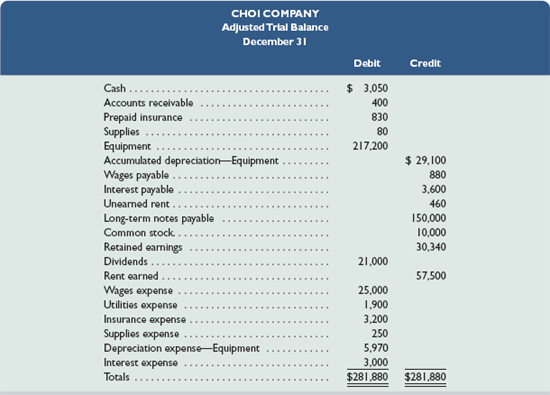 CHOI COMPANY
Adjusted Trial Balance
December 31
Debit Credit
Cash . . . . . . . . . . . . . . . . . . . . . . . . . . . . . . . . . . . . $ 3,050
Accounts receivable . . . . . . . . . . . . . . . . . . . . . . . 400
Prepaid insurance . . . . . . . . . . . . . . . . . . . . . . . . . 830
Supplies . . . . . . . . . . . . . . . . . . . . . . . . . . . . . . . . . 80
Equipment . . . . . . . . . . . . . . . . . . . . . . . . . . . . . . . 217,200
Accumulated depreciation—Equipment . . . . . . . . . $ 29,100
Wages payable . . . . . . . . . . . . . . . . . . . . . . . . . . . . 880
Interest payable . . . . . . . . . . . . . . . . . . . . . . . . . . . 3,600
Unearned rent . . . . . . . . . . . . . . . . . . . . . . . . . . . . . 460
Long-term notes payable . . . . . . . . . . . . . . . . . . . . 150,000
Common stock. . . . . . . . . . . . . . . . . . . . . . . . . . . . 10,000
Retained earnings . . . . . . . . . . . . . . . . . . . . . . . . . 30,340
Dividends . . . . . . . . . . . . . . . . . . . . . . . . . . . . . . . . 21,000
Rent earned . . . . . . . . . . . . . . . . . . . . . . . . . . . . . . 57,500
Wages expense . . . . . . . . . . . . . . . . . . . . . . . . . . . 25,000
Utilities expense . . . . . . . . . . . . . . . . . . . . . . . . . . 1,900
Insurance expense . . . . . . . . . . . . . . . . . . . . . . . . . 3,200
Supplies expense . . . . . . . . . . . . . . . . . . . . . . . . . . 250
Depreciation expense—Equipment . . . . . . . . . . . . 5,970
Interest expense . . . . . . . . . . . . . . . . . . . . . . . . . . 3,000
Totals . . . . . . . . . . . . . . . . . . . . . . . . . . . . . . . . . . . $281,880 $281,880